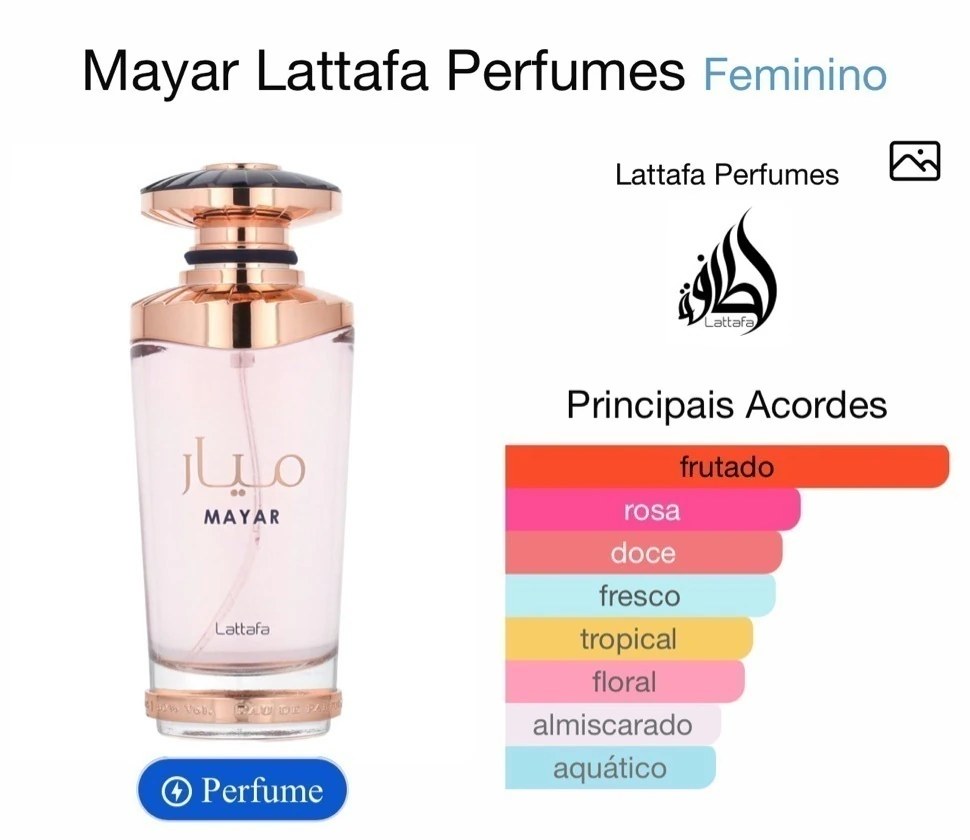 Mayar Lattafa Perfumes Feminino
Lattafa Perfumes
لطافة
Lattafa
ميار
MAYAR
Lattafa
Perfume
Principais Acordes
frutado
rosa
doce
fresco
tropical
floral
almiscarado
aquático